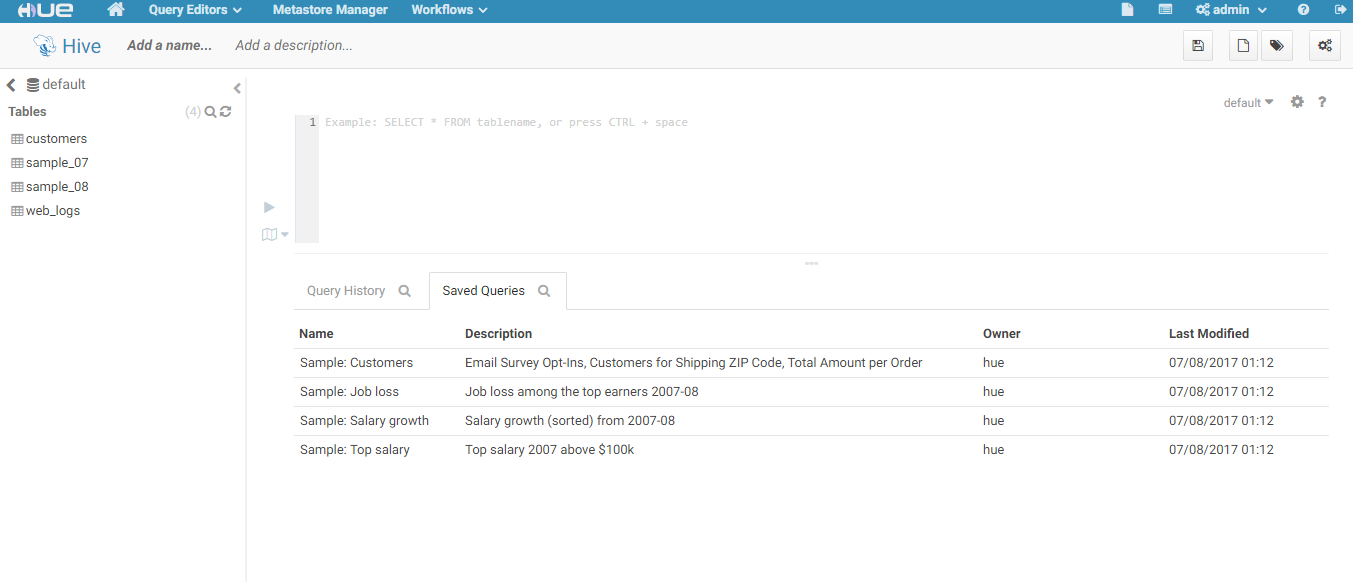 HUE Query Editors Metastore Manager Workflows admin ?
Hive Add a name... Add a description...
default
Tables (4)
customers
sample_07
sample_08
web_logs
default ?
1 Example: SELECT * FROM tablename, or press CTRL + space
Query History Saved Queries
Name Description Owner Last Modified
Sample: Customers Email Survey Opt-Ins, Customers for Shipping ZIP Code, Total Amount per Order hue 07/08/2017 01:12
Sample: Job loss Job loss among the top earners 2007-08 hue 07/08/2017 01:12
Sample: Salary growth Salary growth (sorted) from 2007-08 hue 07/08/2017 01:12
Sample: Top salary Top salary 2007 above $100k hue 07/08/2017 01:12